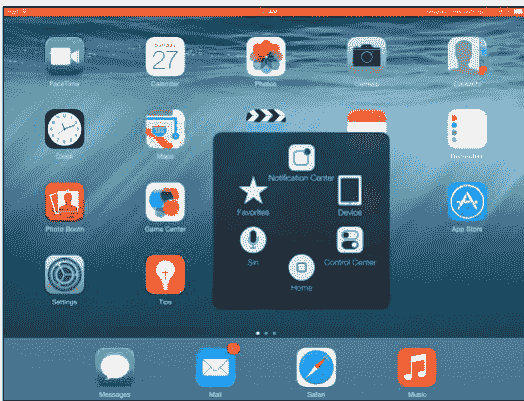 FaceTime
Calendar
27
Photos
Camera
Contacts
Clock
Maps
Notification Center
Photo Booth
Game Center
Favorites
Device
App Store
Siri
Control Center
Settings
Tips
Home
Messages
Mail
Safari
Music